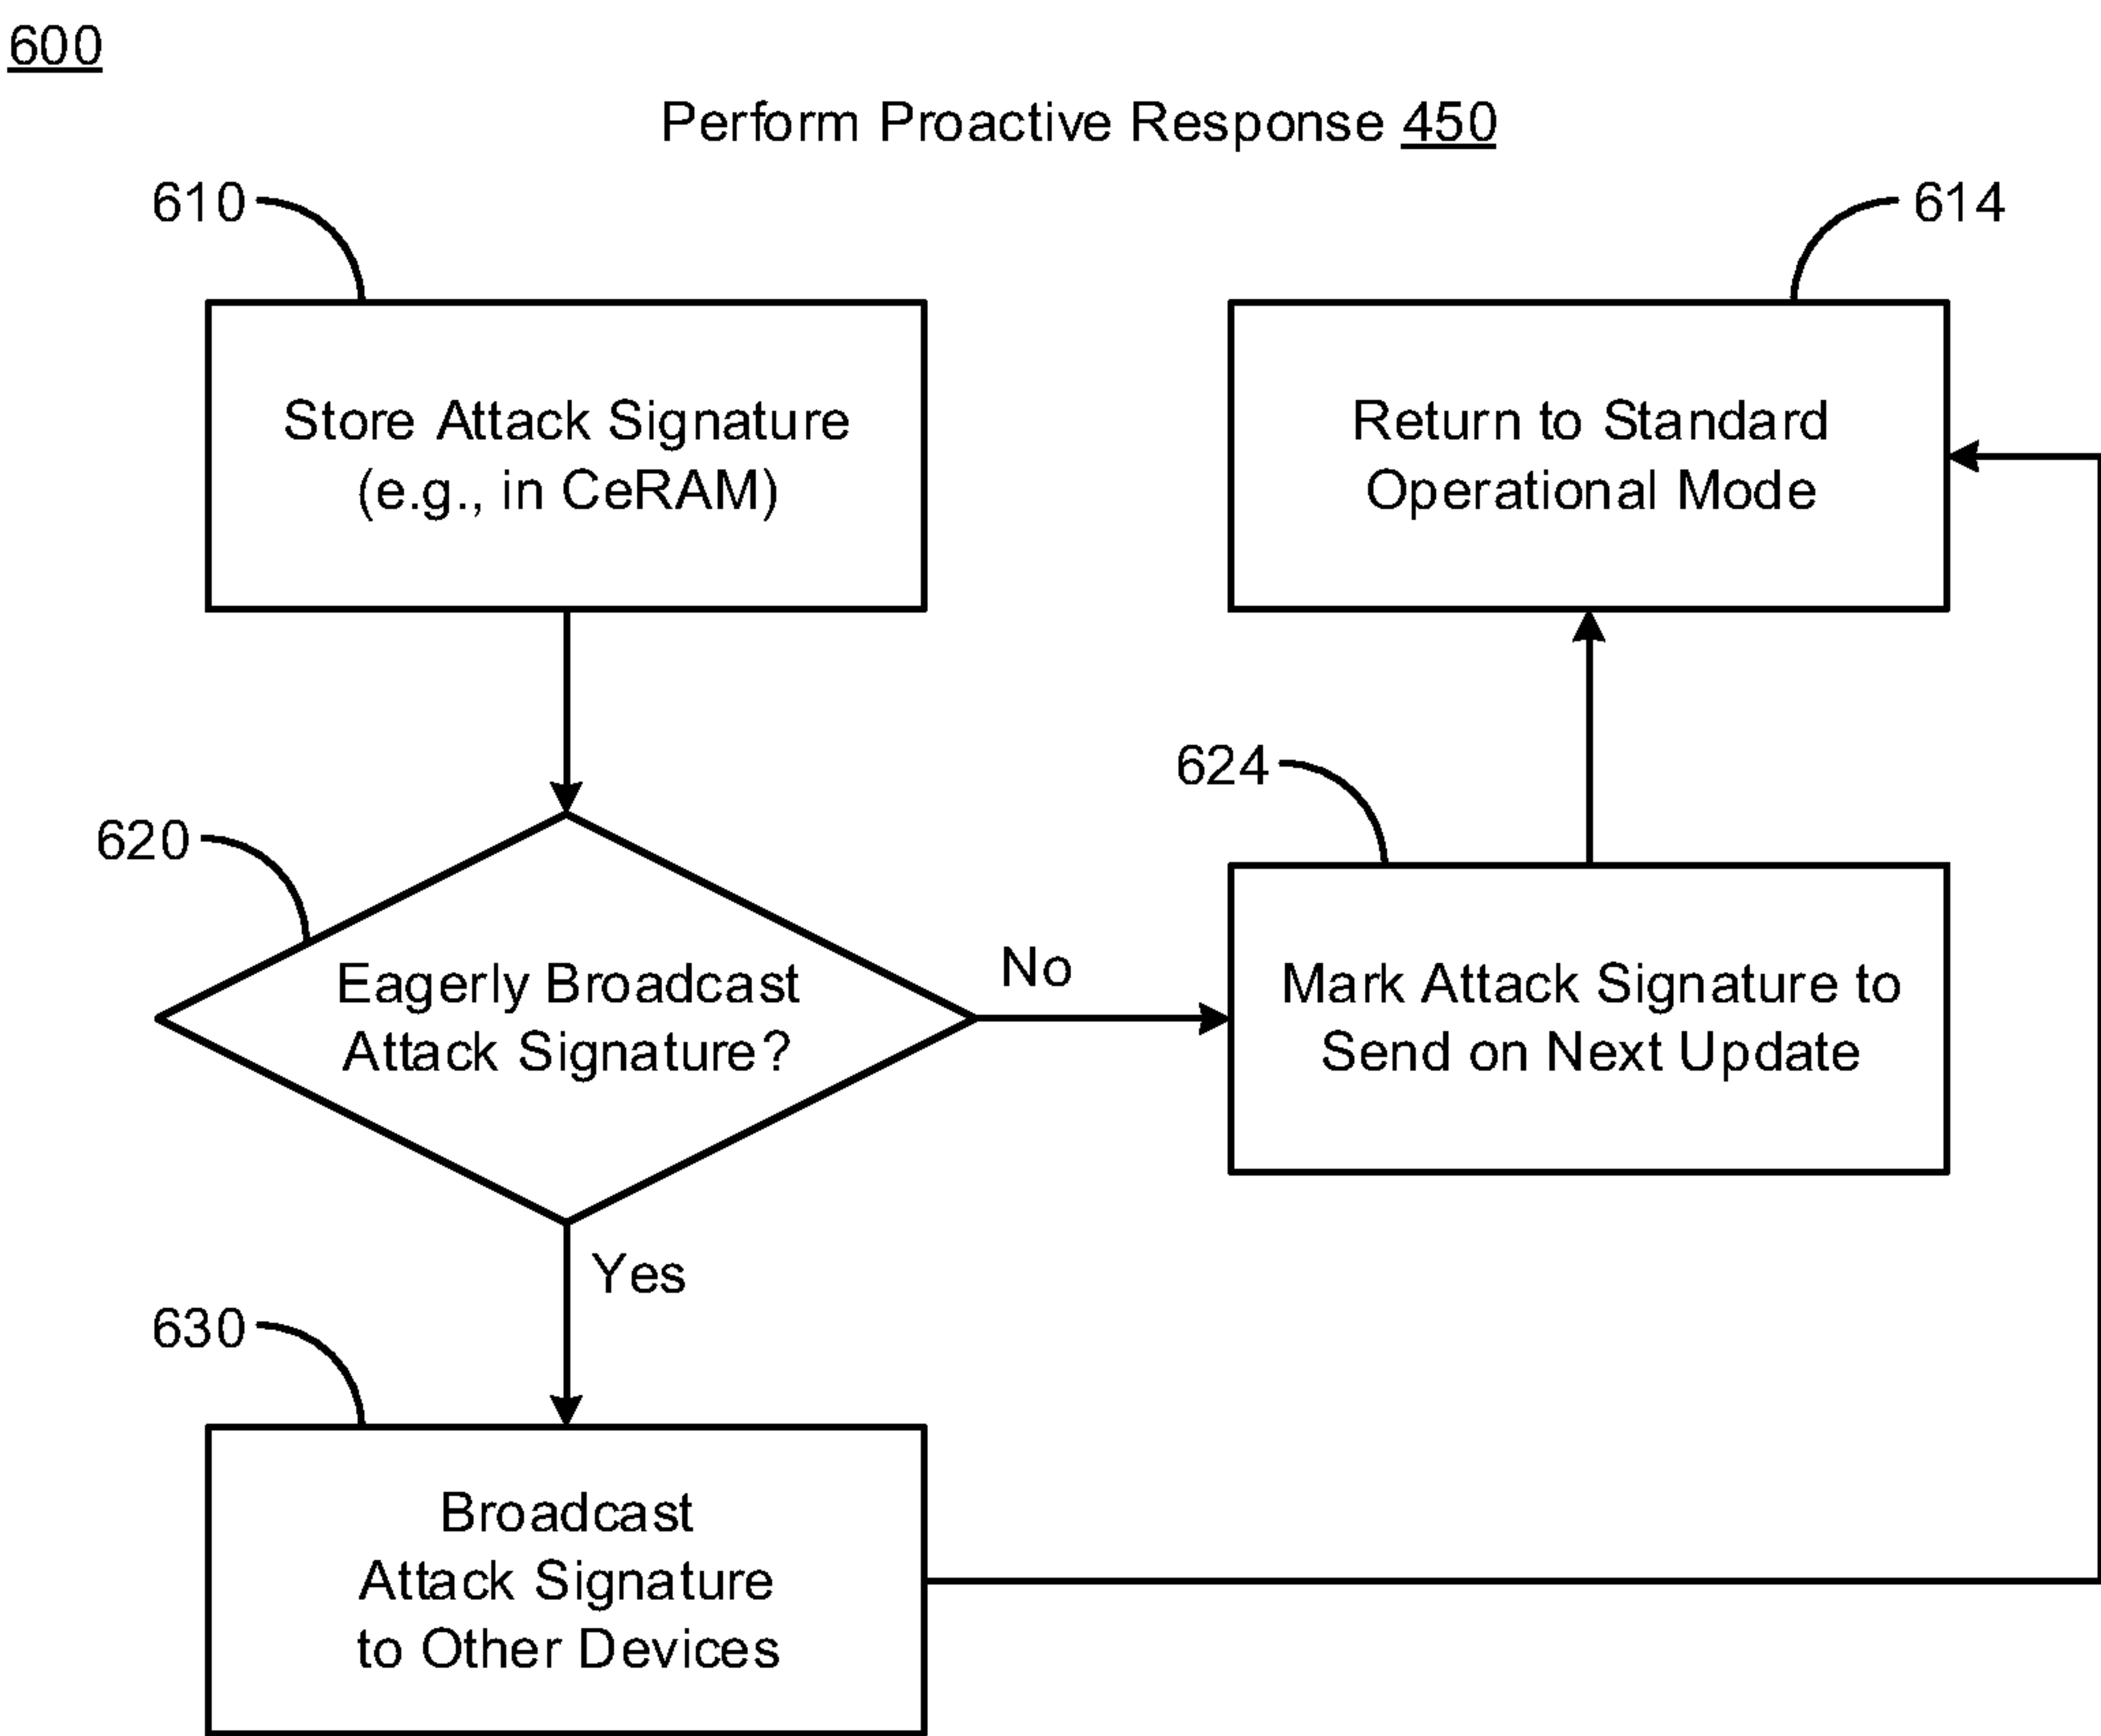 600
Perform Proactive Response 450
610
614
Store Attack Signature
(e.g., in CeRAM)
Return to Standard
Operational Mode
620
624
Eagerly Broadcast
Attack Signature?
No
Mark Attack Signature to
Send on Next Update
Yes
630
Broadcast
Attack Signature
to Other Devices